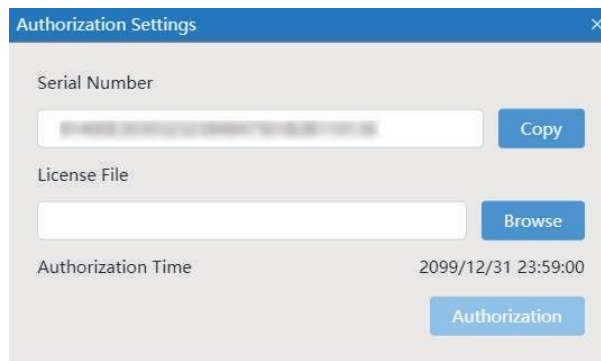 Authorization Settings ×
Serial Number
Copy
License File
Browse
Authorization Time 2099/12/31 23:59:00
Authorization